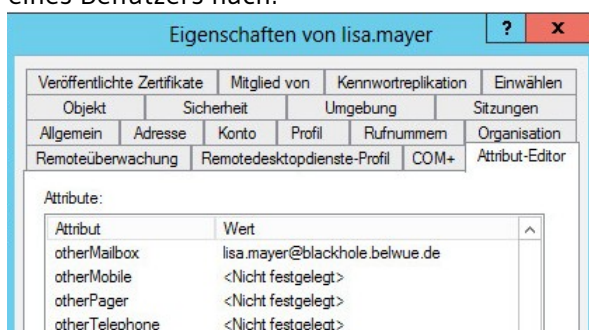 eines Benutzers nach.
Eigenschaften von lisa.mayer ? x
Veröffentlichte Zertifikate Mitglied von Kennwortreplikation Einwählen
Objekt Sicherheit Umgebung Sitzungen
Allgemein Adresse Konto Profil Rufnummern Organisation
Remoteüberwachung Remotedesktopdienste-Profil COM+ Attribut-Editor
Attribute:
Attribut Wert
otherMailbox lisa.mayer@blackhole.belwue.de
otherMobile <Nicht festgelegt>
otherPager <Nicht festgelegt>
otherTelephone <Nicht festgelegt>